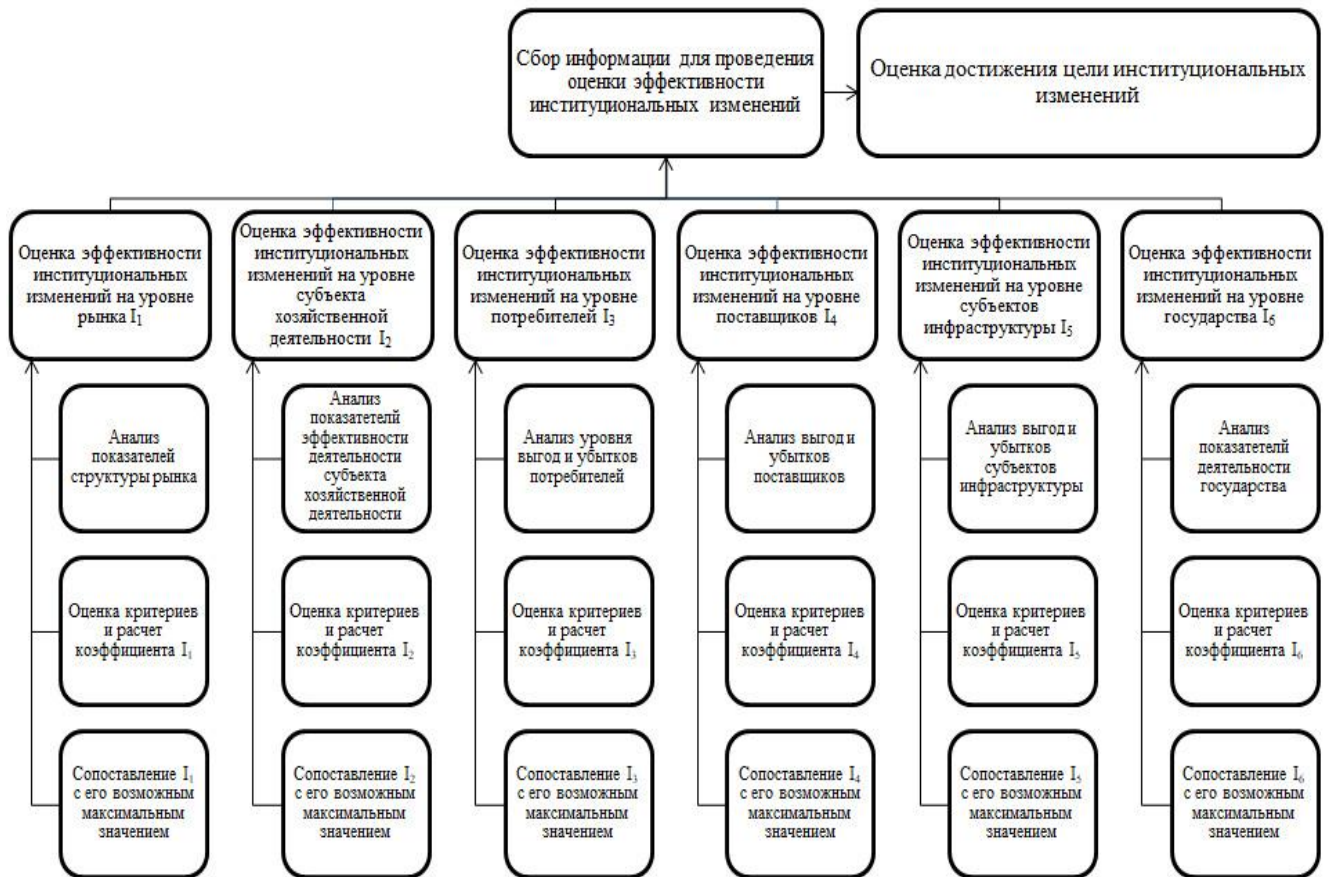 Сбор информации для проведения
оценки эффективности
институциональных изменений
Оценка достижения цели институциональных
изменений
Оценка эффективности
институциональных
изменений на уровне
рынка I₁
Оценка эффективности
институциональных
изменений на уровне
субъекта
хозяйственной
деятельности I₂
Оценка эффективности
институциональных
изменений на уровне
потребителей I₃
Оценка эффективности
институциональных
изменений на уровне
поставщиков I₄
Оценка эффективности
институциональных
изменений на уровне
субъектов
инфраструктуры I₅
Оценка эффективности
институциональных
изменений на уровне
государства I₆
Анализ
показателей
структуры рынка
Анализ
показатетелй
эффективности
деятельности
субъекта
хозяйственной
деятельности
Анализ уровня
выгод и убытков
потребителей
Анализ выгод и
убытков
поставщиков
Анализ выгод и
убытков
субъектов
инфраструктуры
Анализ
показатетелй
деятельности
государства
Оценка критериев
и расчет
коэффициента I₁
Оценка критериев
и расчет
коэффициента I₂
Оценка критериев
и расчет
коэффициента I₃
Оценка критериев
и расчет
коэффициента I₄
Оценка критериев
и расчет
коэффициента I₅
Оценка критериев
и расчет
коэффициента I₆
Сопоставление I₁
с его возможным
максимальным
значением
Сопоставление I₂
с его возможным
максимальным
значением
Сопоставление I₃
с его возможным
максимальным
значением
Сопоставление I₄
с его возможным
максимальным
значением
Сопоставление I₅
с его возможным
максимальным
значением
Сопоставление I₆
с его возможным
максимальным
значением